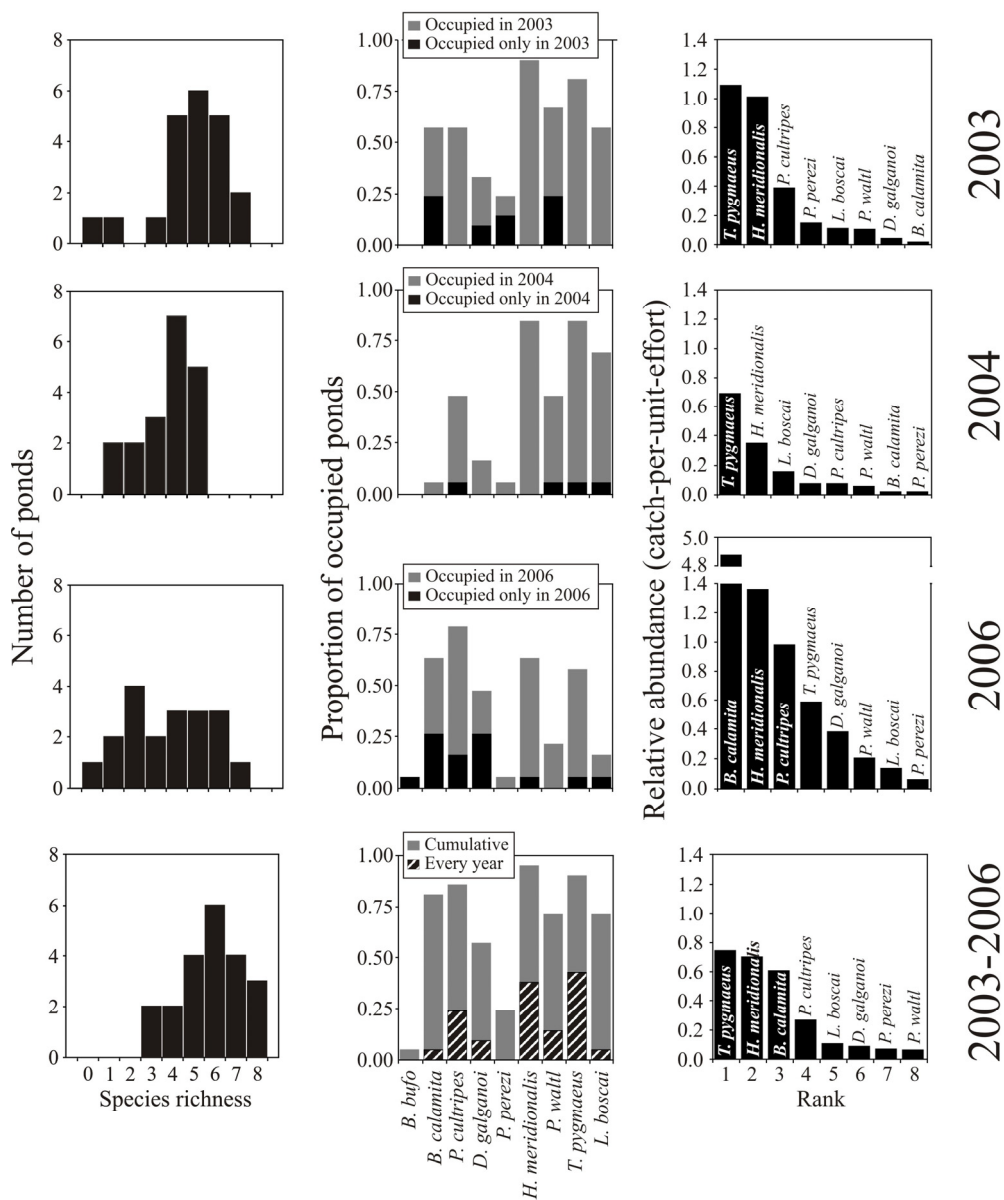 8
6
4
2
0
1.00
0.75
0.50
0.25
0.00
Occupied in 2003
Occupied only in 2003
1.4
1.2
1.0
0.8
0.6
0.4
0.2
0.0
T. pygmaeus
H. meridionalis
P. cultripes
P. perezi
L. boscai
P. waltl
D. galganoi
B. calamita
2003
8
6
4
2
0
1.00
0.75
0.50
0.25
0.00
Occupied in 2004
Occupied only in 2004
1.4
1.2
1.0
0.8
0.6
0.4
0.2
0.0
T. pygmaeus
H. meridionalis
L. boscai
D. galganoi
P. cultripes
P. waltl
B. calamita
P. perezi
2004
Number of ponds
Proportion of occupied ponds
Relative abundance (catch-per-unit-effort)
8
6
4
2
0
1.00
0.75
0.50
0.25
0.00
Occupied in 2006
Occupied only in 2006
5.0
4.8
1.4
1.2
1.0
0.8
0.6
0.4
0.2
0.0
B. calamita
H. meridionalis
P. cultripes
T. pygmaeus
D. galganoi
P. waltl
L. boscai
P. perezi
2006
8
6
4
2
0
0 1 2 3 4 5 6 7 8
Species richness
1.00
0.75
0.50
0.25
0.00
Cumulative
Every year
B. bufo
B. calamita
P. cultripes
D. galganoi
P. perezi
H. meridionalis
P. waltl
T. pygmaeus
L. boscai
1.4
1.2
1.0
0.8
0.6
0.4
0.2
0.0
T. pygmaeus
H. meridionalis
B. calamita
P. cultripes
L. boscai
D. galganoi
P. perezi
P. waltl
1 2 3 4 5 6 7 8
Rank
2003-2006